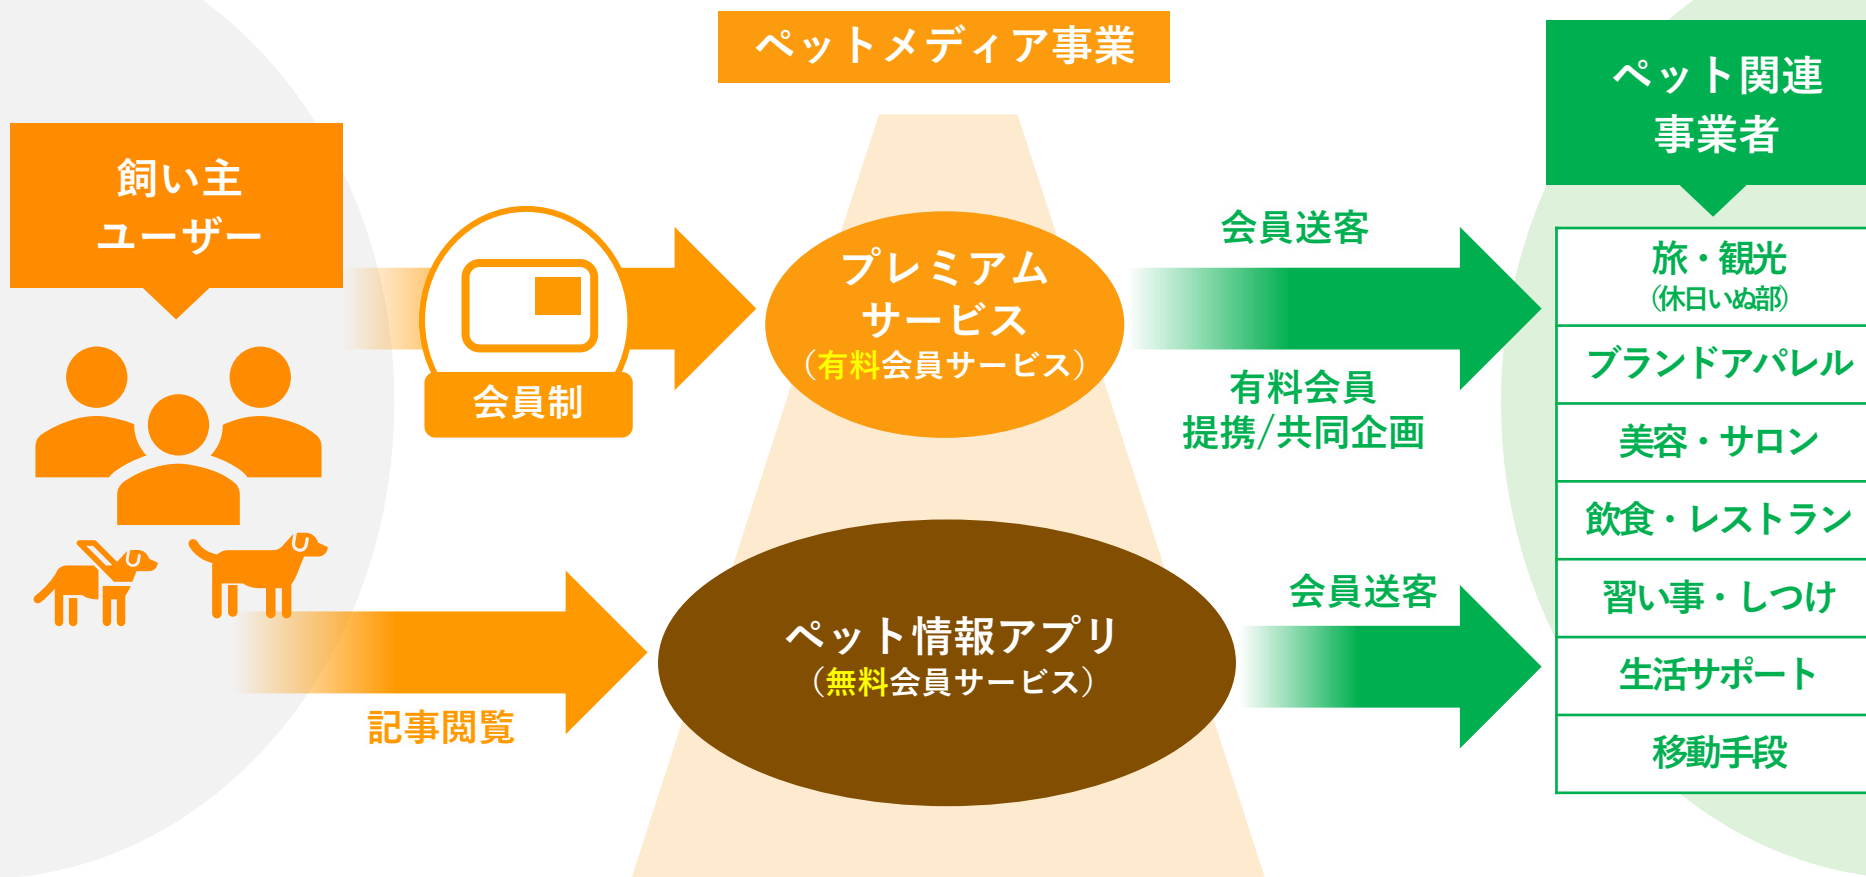 ペットメディア事業
飼い主
ユーザー
会員制
記事閲覧
プレミアム
サービス
（有料会員サービス）
ペット情報アプリ
（無料会員サービス）
会員送客
有料会員
提携/共同企画
会員送客
ペット関連
事業者
旅・観光
（休日いぬ部）
ブランドアパレル
美容・サロン
飲食・レストラン
習い事・しつけ
生活サポート
移動手段